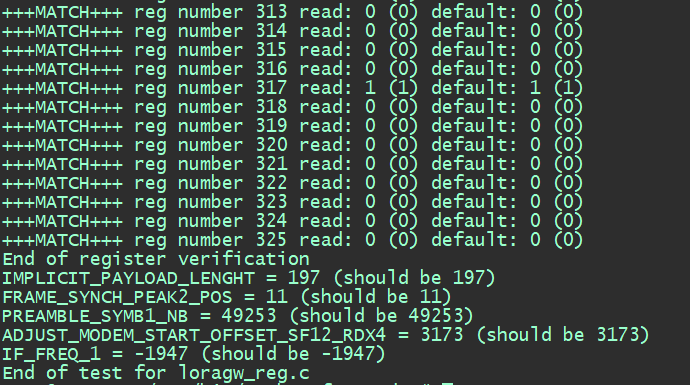 +++MATCH+++ reg number 313 read: 0 (0) default: 0 (0)
+++MATCH+++ reg number 314 read: 0 (0) default: 0 (0)
+++MATCH+++ reg number 315 read: 0 (0) default: 0 (0)
+++MATCH+++ reg number 316 read: 0 (0) default: 0 (0)
+++MATCH+++ reg number 317 read: 1 (1) default: 1 (1)
+++MATCH+++ reg number 318 read: 0 (0) default: 0 (0)
+++MATCH+++ reg number 319 read: 0 (0) default: 0 (0)
+++MATCH+++ reg number 320 read: 0 (0) default: 0 (0)
+++MATCH+++ reg number 321 read: 0 (0) default: 0 (0)
+++MATCH+++ reg number 322 read: 0 (0) default: 0 (0)
+++MATCH+++ reg number 323 read: 0 (0) default: 0 (0)
+++MATCH+++ reg number 324 read: 0 (0) default: 0 (0)
+++MATCH+++ reg number 325 read: 0 (0) default: 0 (0)
End of register verification
IMPLICIT_PAYLOAD_LENGHT = 197 (should be 197)
FRAME_SYNCH_PEAK2_POS = 11 (should be 11)
PREAMBLE_SYMB1_NB = 49253 (should be 49253)
ADJUST_MODEM_START_OFFSET_SF12_RDX4 = 3173 (should be 3173)
IF_FREQ_1 = -1947 (should be -1947)
End of test for loragw_reg.c